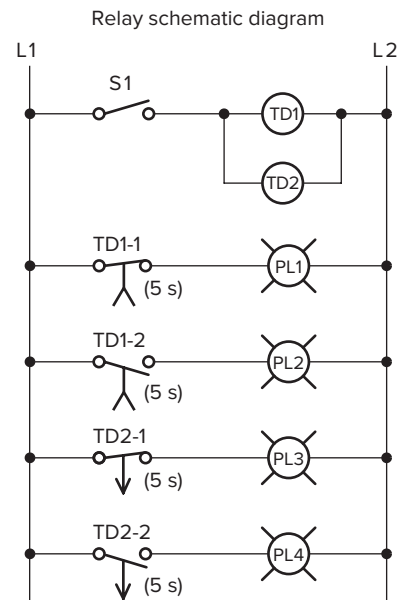 Relay schematic diagram
L1 L2
S1
TD1
TD2
TD1-1
PL1
(5 s)
TD1-2
PL2
(5 s)
TD2-1
PL3
(5 s)
TD2-2
PL4
(5 s)